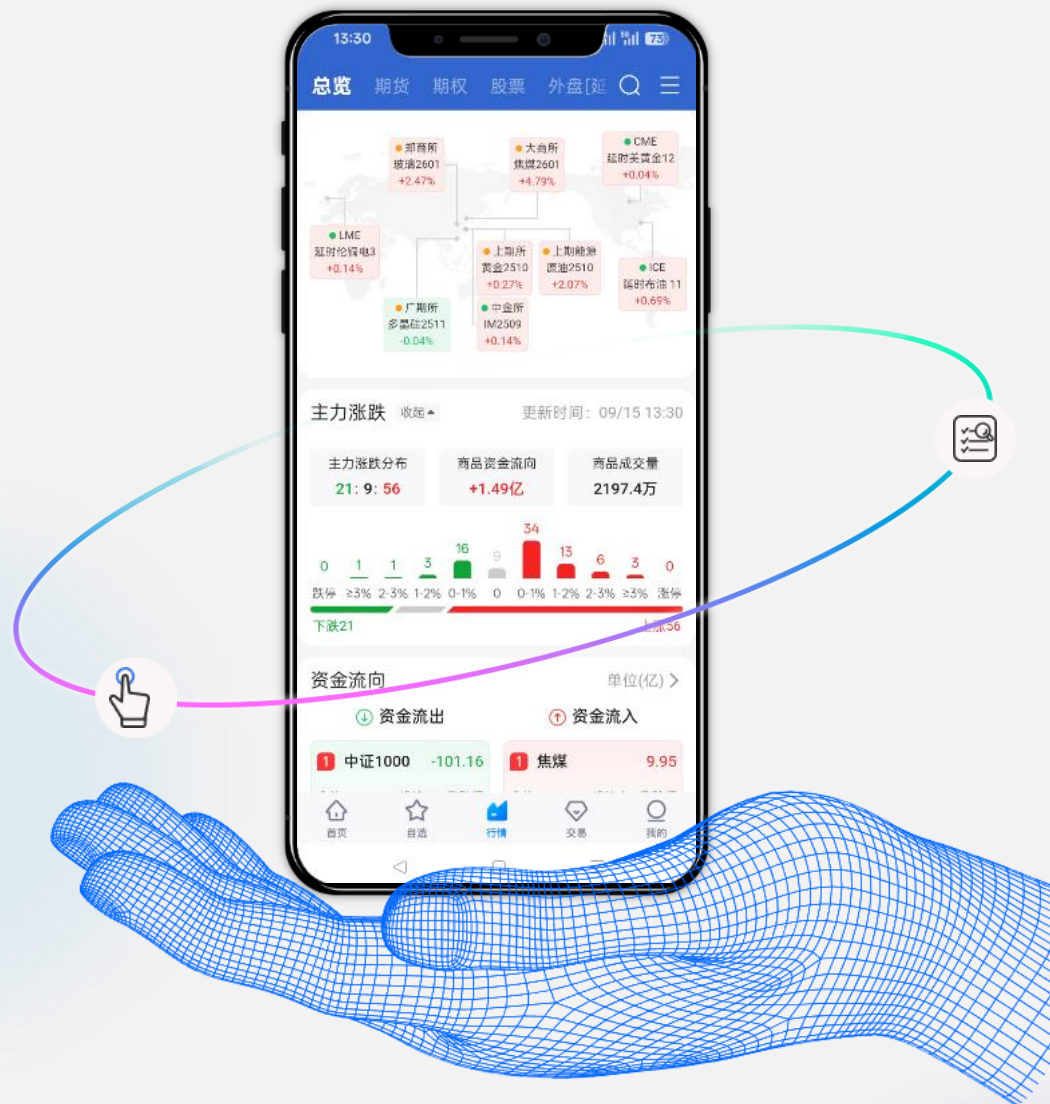 13:30
73
总览 期货 期权 股票 外盘[延
郑商所
玻璃2601
+2.47%
大商所
焦煤2601
+4.79%
CME
延时美黄金12
+0.04%
LME
延时伦铜电3
+0.14%
上期所
黄金2510
+0.27%
上期能源
原油2510
+2.07%
ICE
延时布油 11
+0.69%
广期所
多晶硅2511
-0.04%
中金所
IM2509
+0.14%
主力涨跌 收起 更新时间：09/15 13:30
主力涨跌分布 商品资金流向 商品成交量
21: 9: 56 +1.49亿 2197.4万
0 1 1 3 16 9 34 13 6 3 0
跌停 ≥3% 2-3% 1-2% 0-1% 0 0-1% 1-2% 2-3% ≥3% 涨停
下跌21 上涨56
资金流向 单位(亿)
资金流出 资金流入
1 中证1000 -101.16 1 焦煤 9.95
首页 自选 行情 交易 我的